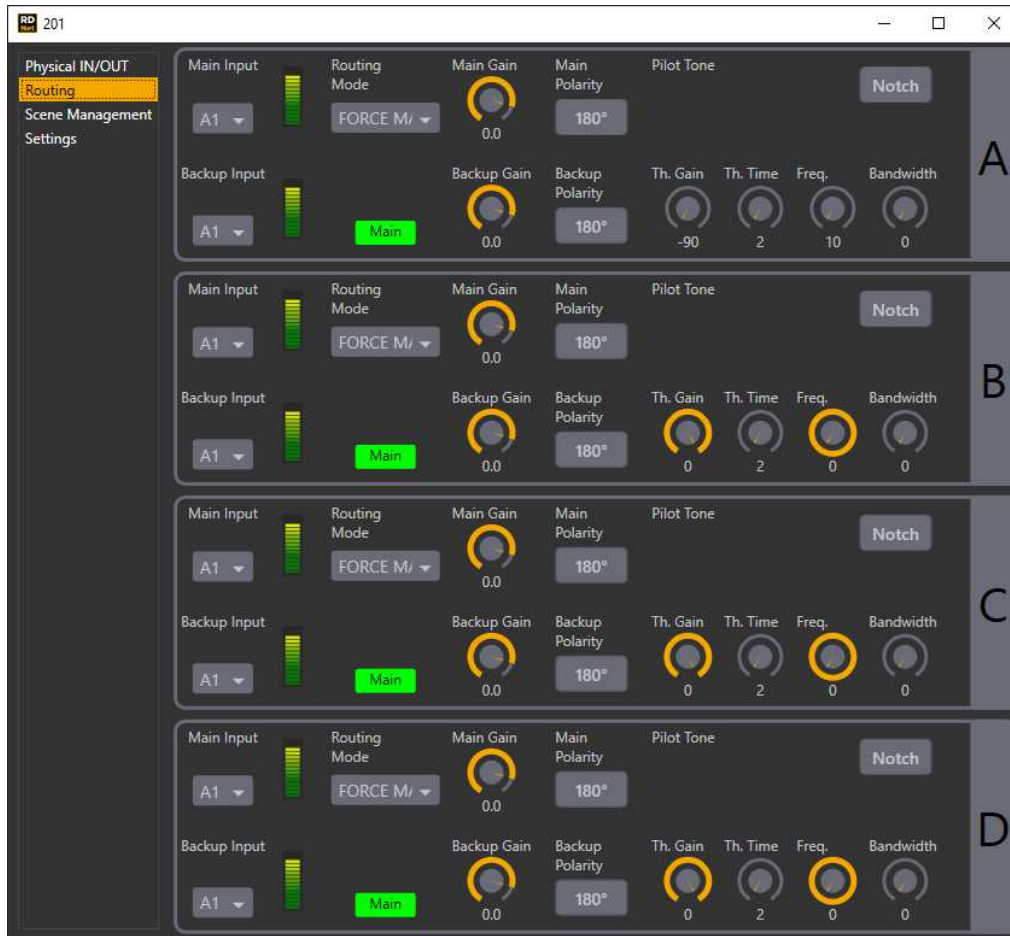 RD
Net
201
Physical IN/OUT
Routing
Scene Management
Settings
Main Input
Routing
Mode
Main Gain
Main
Polarity
Pilot Tone
A1
FORCE MA
0.0
180°
Notch
Backup Input
Backup Gain
Backup
Polarity
Th. Gain
Th. Time
Freq.
Bandwidth
A1
Main
0.0
180°
-90
2
10
0
A
Main Input
Routing
Mode
Main Gain
Main
Polarity
Pilot Tone
A1
FORCE MA
0.0
180°
Notch
Backup Input
Backup Gain
Backup
Polarity
Th. Gain
Th. Time
Freq.
Bandwidth
A1
Main
0.0
180°
0
2
0
0
B
Main Input
Routing
Mode
Main Gain
Main
Polarity
Pilot Tone
A1
FORCE MA
0.0
180°
Notch
Backup Input
Backup Gain
Backup
Polarity
Th. Gain
Th. Time
Freq.
Bandwidth
A1
Main
0.0
180°
0
2
0
0
C
Main Input
Routing
Mode
Main Gain
Main
Polarity
Pilot Tone
A1
FORCE MA
0.0
180°
Notch
Backup Input
Backup Gain
Backup
Polarity
Th. Gain
Th. Time
Freq.
Bandwidth
A1
Main
0.0
180°
0
2
0
0
D